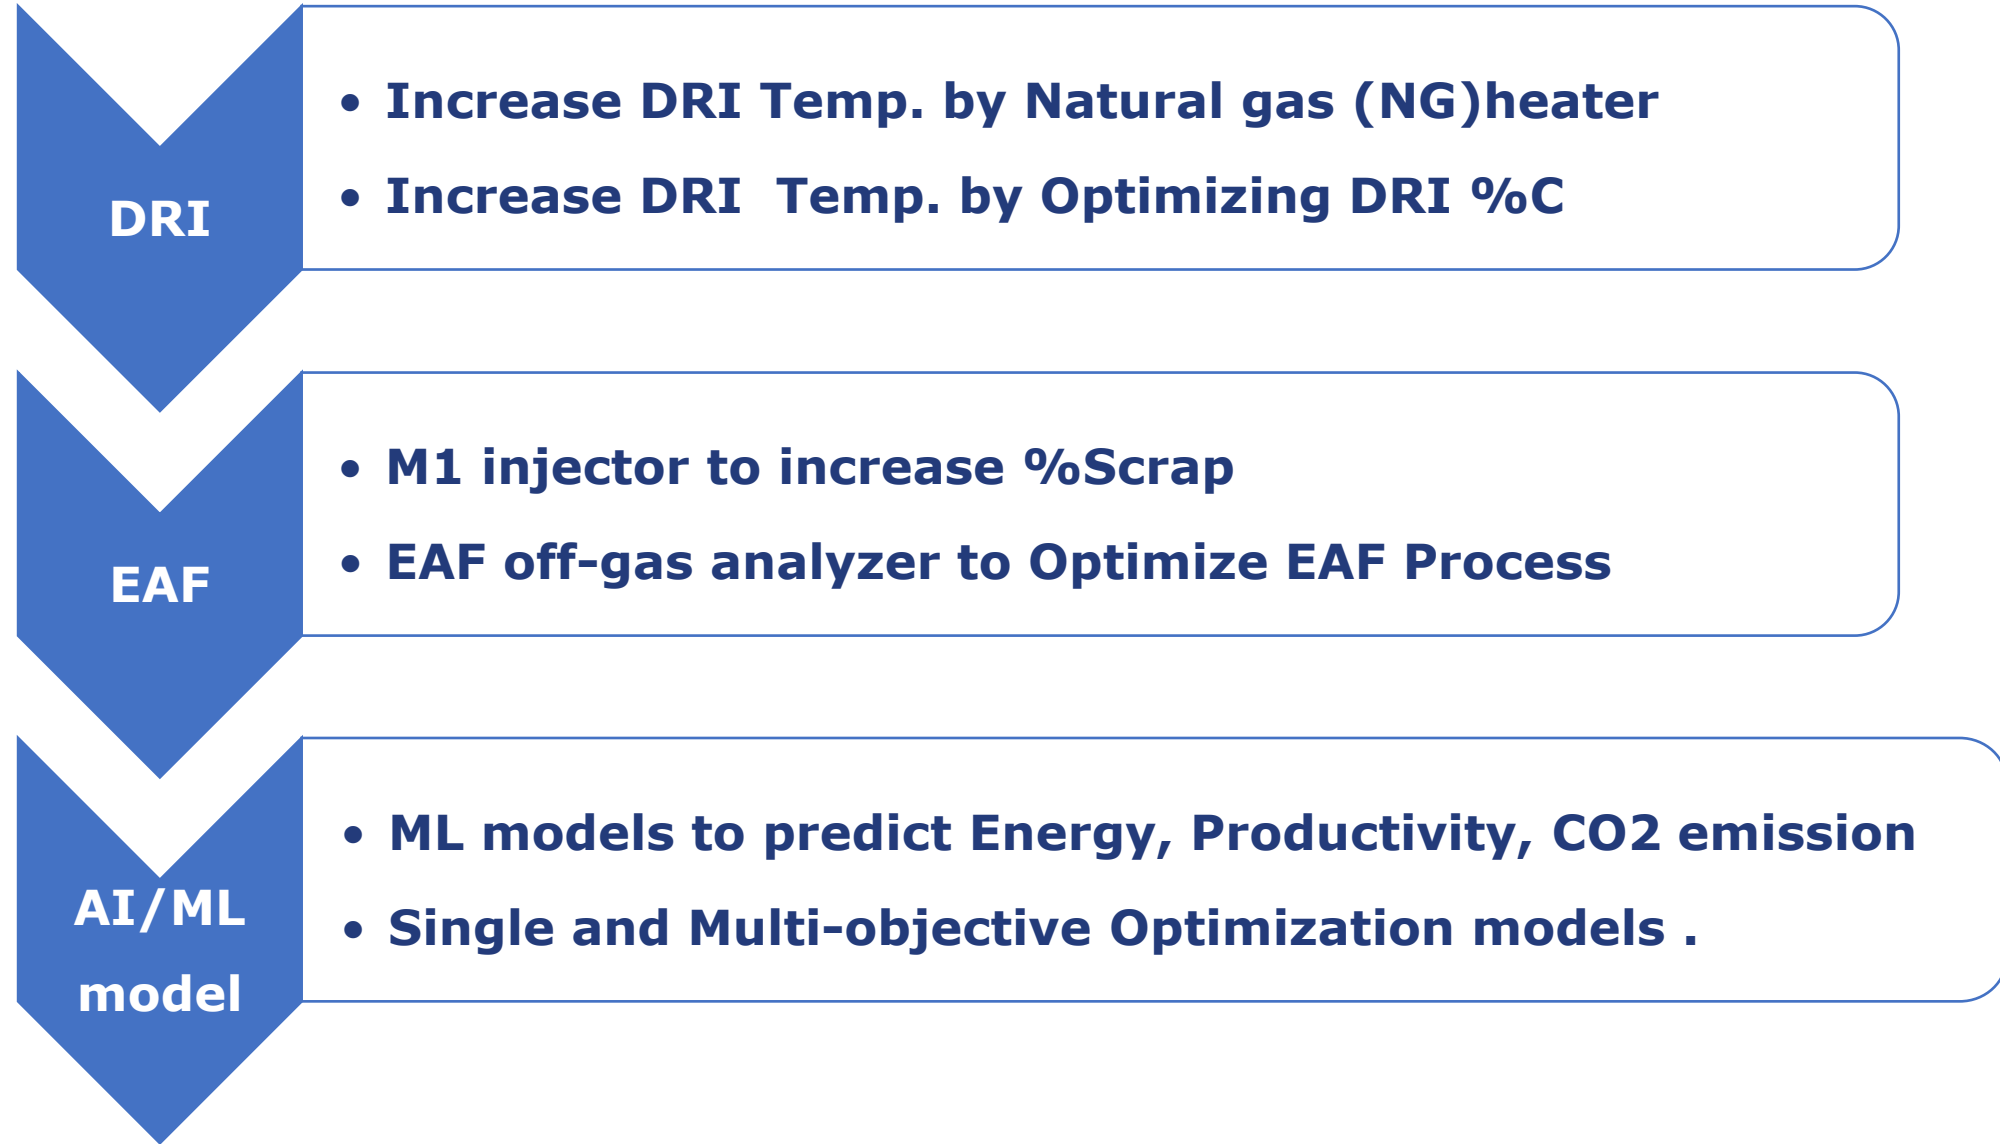 DRI
• Increase DRI Temp. by Natural gas (NG)heater
• Increase DRI  Temp. by Optimizing DRI %C
EAF
• M1 injector to increase %Scrap
• EAF off-gas analyzer to Optimize EAF Process
AI/ML
model
• ML models to predict Energy, Productivity, CO2 emission
• Single and Multi-objective Optimization models .